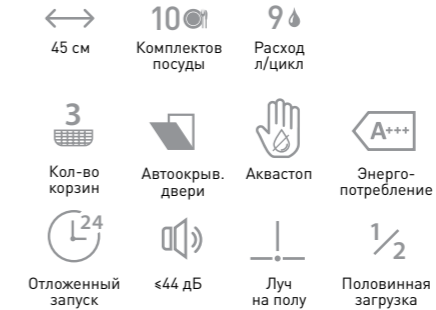 10 9
45 см Комплектов Расход
посуды л/цикл
3 A+++
Кол-во Автооткрыв. Аквастоп Энерго-
корзин двери потребление
24 1/2
Отложенный ≤44 дБ Луч Половинная
запуск на полу загрузка